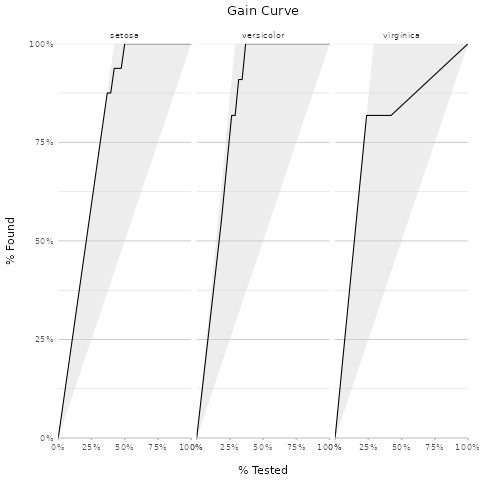 Gain Curve
setosa versicolor virginica
100%
75%
50%
25%
0%
% Found
0% 25% 50% 75% 100% 0% 25% 50% 75% 100% 0% 25% 50% 75% 100%
% Tested